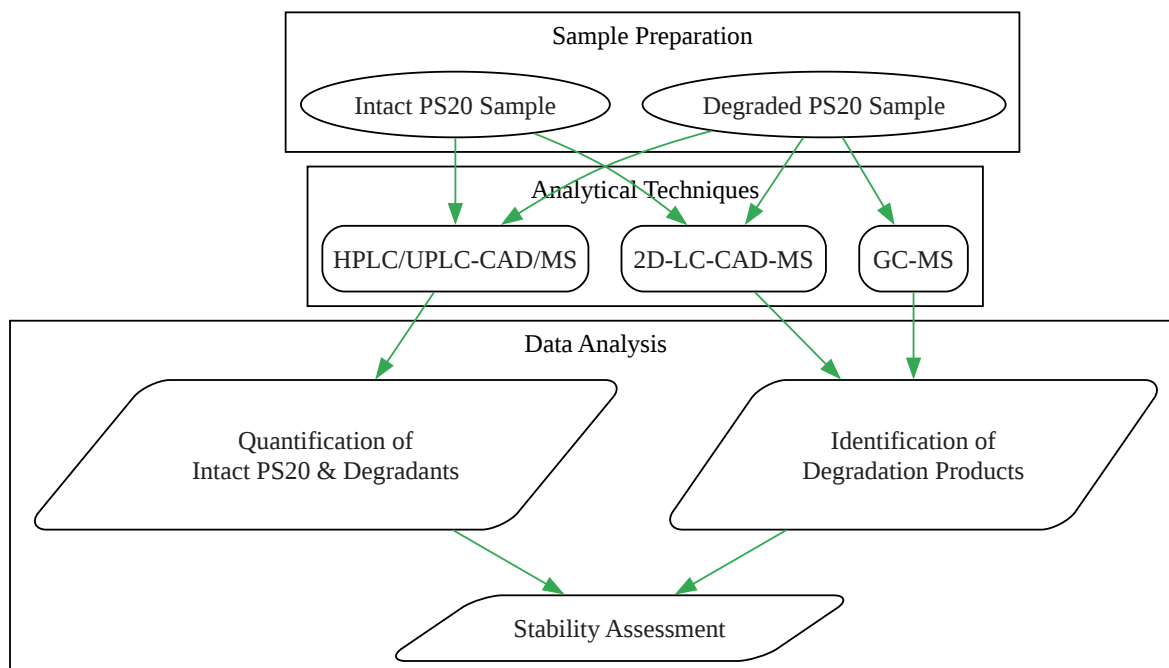 Sample Preparation
Intact PS20 Sample
Degraded PS20 Sample
Analytical Techniques
HPLC/UPLC-CAD/MS
2D-LC-CAD-MS
GC-MS
Data Analysis
Quantification of
Intact PS20 & Degradants
Identification of
Degradation Products
Stability Assessment